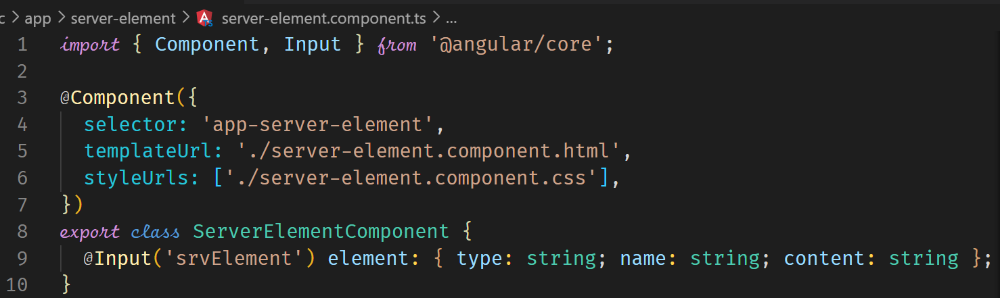 c > app > server-element > server-element.component.ts > ...
1 import { Component, Input } from '@angular/core';
2
3 @Component({
4 selector: 'app-server-element',
5 templateUrl: './server-element.component.html',
6 styleUrls: ['./server-element.component.css'],
7 })
8 export class ServerElementComponent {
9 @Input('srvElement') element: { type: string; name: string; content: string };
10 }